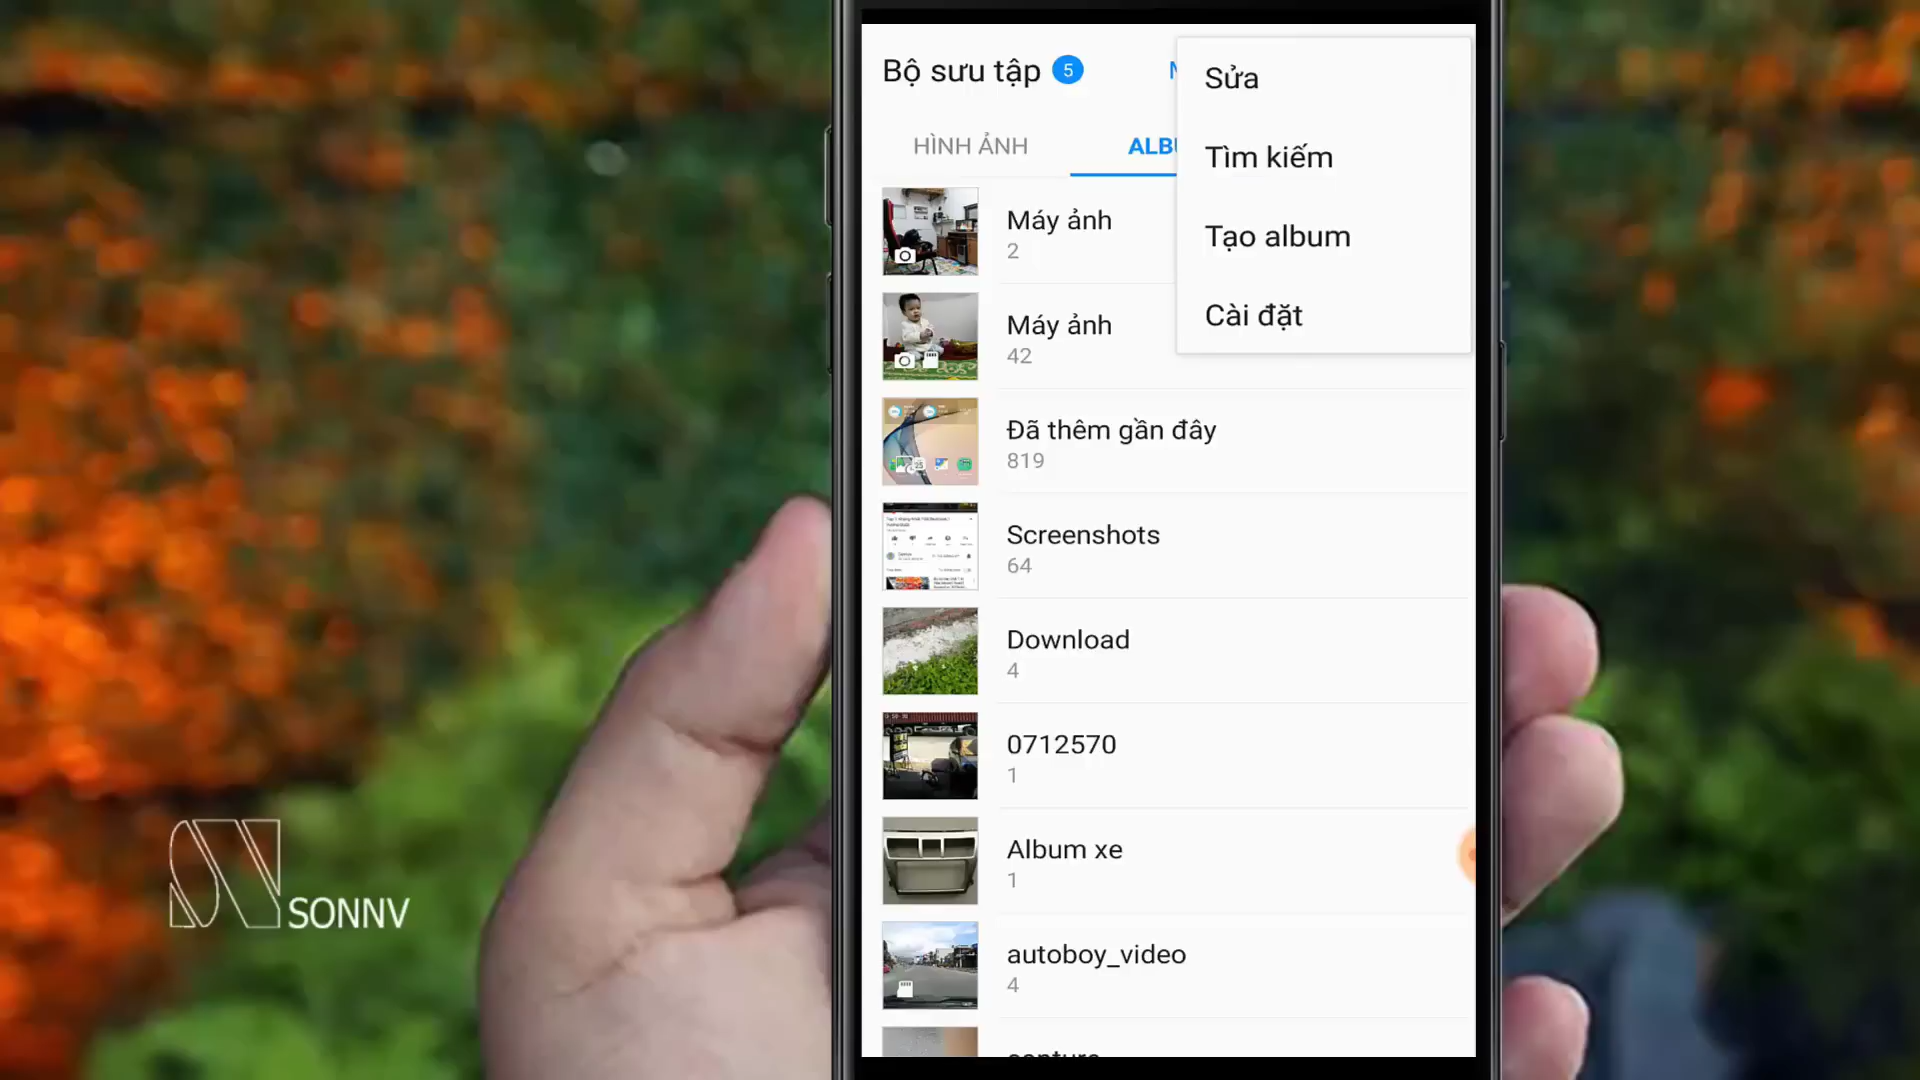 Bộ sưu tập 5
Sửa
Tìm kiếm
Tạo album
Cài đặt
HÌNH ẢNH
Máy ảnh
2
Máy ảnh
42
Đã thêm gần đây
819
Screenshots
64
Download
4
0712570
1
Album xe
1
autoboy_video
4
SONNV